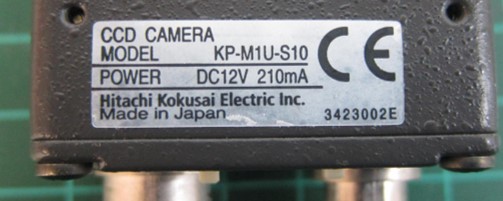 CCD CAMERA
MODEL KP-M1U-S10
POWER DC12V 210mA
CE
Hitachi Kokusai Electric Inc.
Made in Japan 3423002E